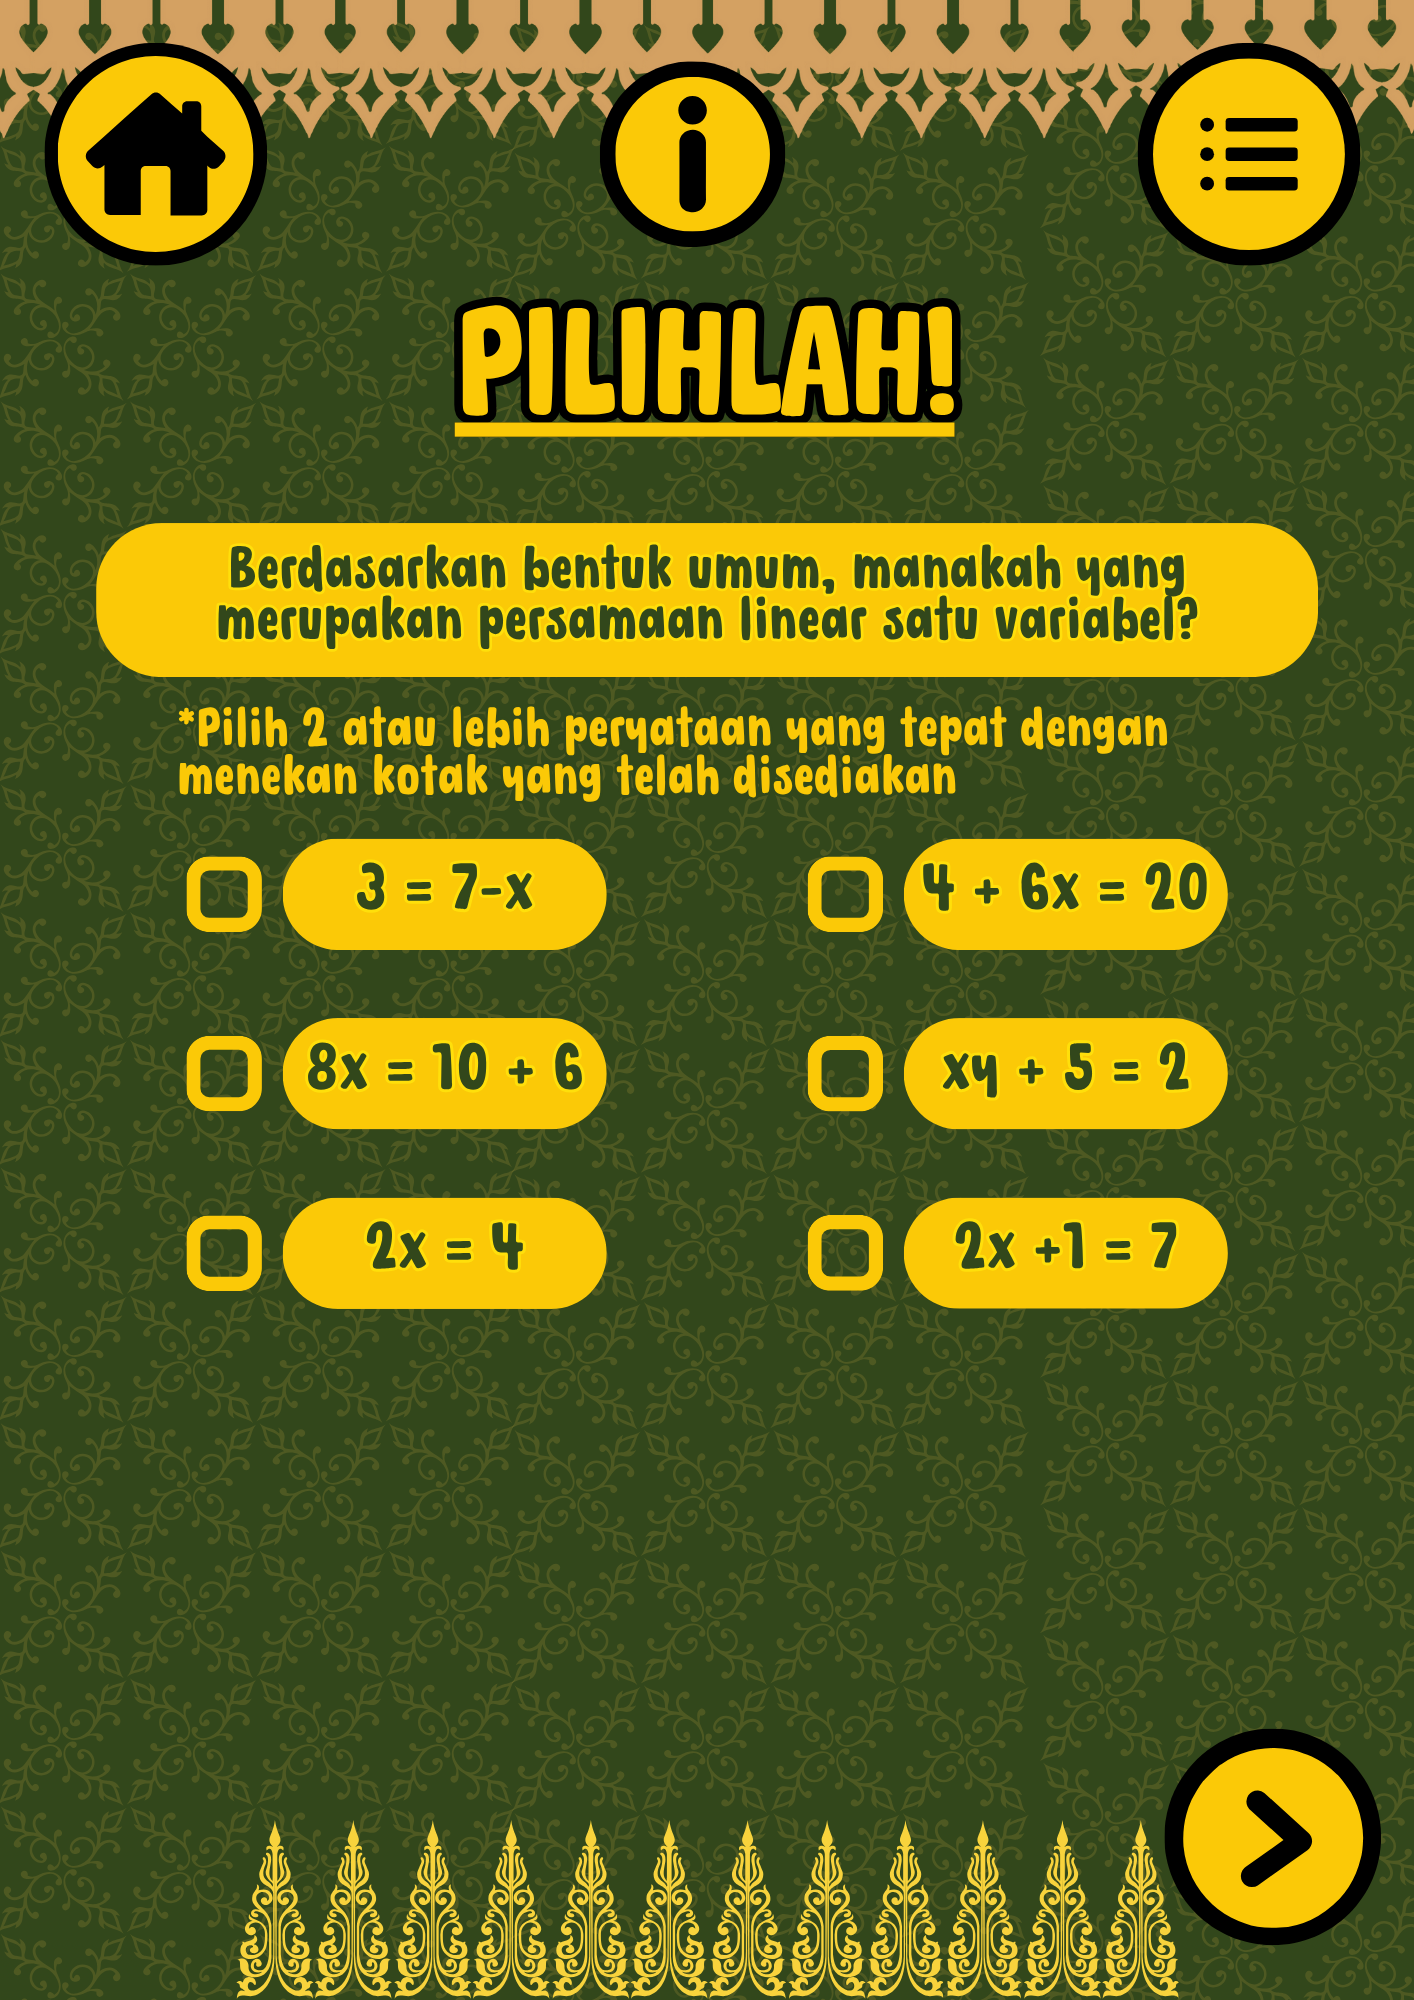 PILIHLAH!
Berdasarkan bentuk umum, manakah yang
merupakan persamaan linear satu variabel?
*Pilih 2 atau lebih peryataan yang tepat dengan
menekan kotak yang telah disediakan
3 = 7-x
4 + 6x = 20
8x = 10 + 6
xy + 5 = 2
2x = 4
2x +1 = 7